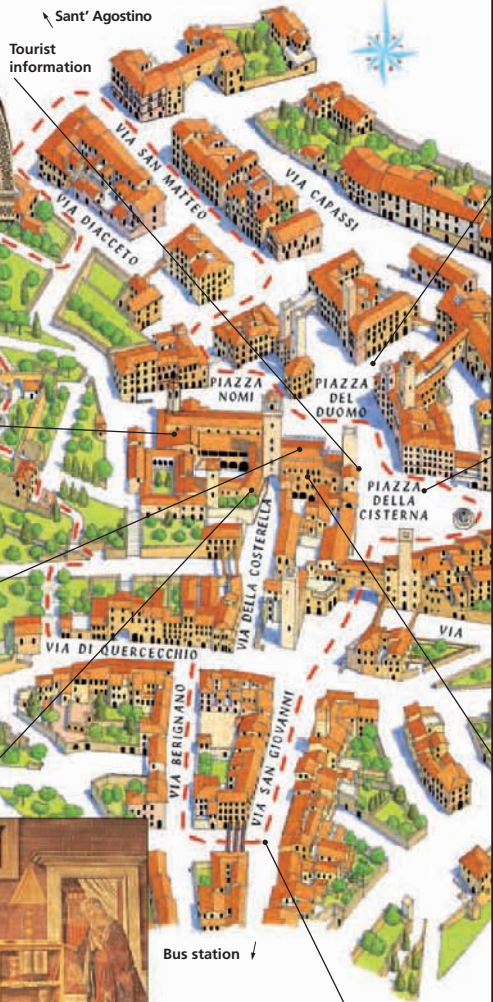 Sant' Agostino
Tourist
information
VIA SAN MATTEO
VIA CAPASSI
VIA DIACCETO
PIAZZA
NOMI
PIAZZA
DEL
DUOMO
PIAZZA
DELLA
CISTERNA
VIA DELLA COSTERELLA
VIA
VIA DI QUERCECCHIO
VIA BERIGNANO
VIA SAN GIOVANNI
Bus station